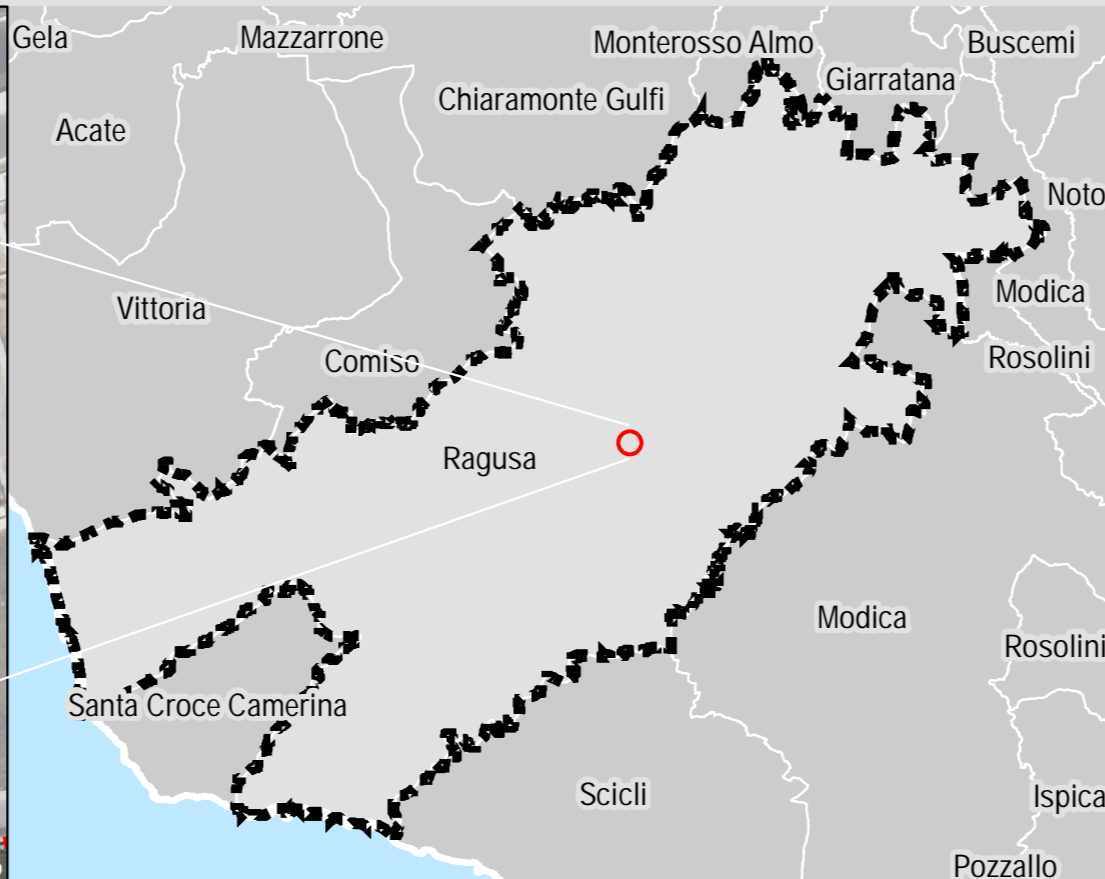 Gela
Mazzarrone
Monterosso Almo
Buscemi
Giarratana
Chiaramonte Gulfi
Acate
Noto
Modica
Vittoria
Rosolini
Comiso
Ragusa
Modica
Rosolini
Santa Croce Camerina
Scicli
Ispica
Pozzallo